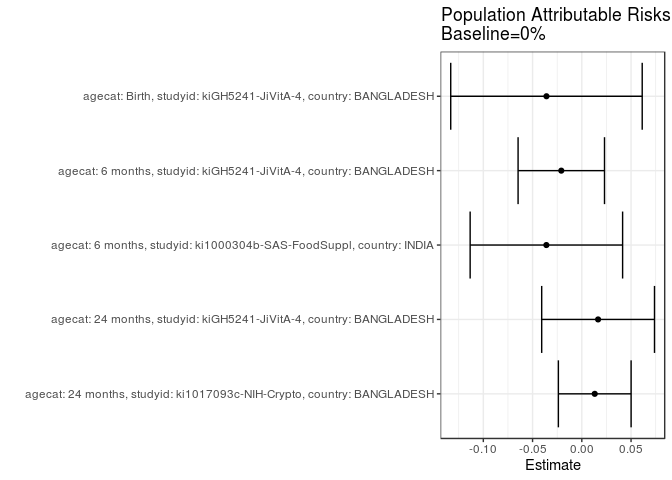 Population Attributable Risks
Baseline=0%
agecat: Birth, studyid: kiGH5241-JiVitA-4, country: BANGLADESH
agecat: 6 months, studyid: kiGH5241-JiVitA-4, country: BANGLADESH
agecat: 6 months, studyid: ki1000304b-SAS-FoodSuppl, country: INDIA
agecat: 24 months, studyid: kiGH5241-JiVitA-4, country: BANGLADESH
agecat: 24 months, studyid: ki1017093c-NIH-Crypto, country: BANGLADESH
-0.10 -0.05 0.00 0.05
Estimate